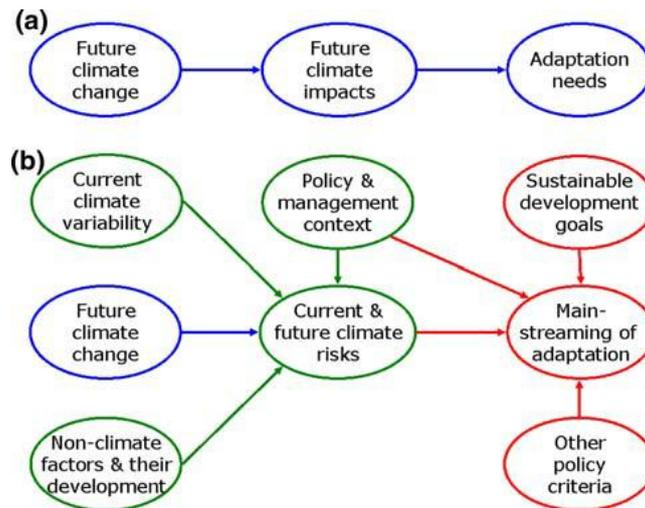 (a)
Future
climate
change
Future
climate
impacts
Adaptation
needs
(b)
Current
climate
variability
Policy &
management
context
Sustainable
development
goals
Future
climate
change
Current &
future climate
risks
Main-
streaming of
adaptation
Non-climate
factors & their
development
Other
policy
criteria